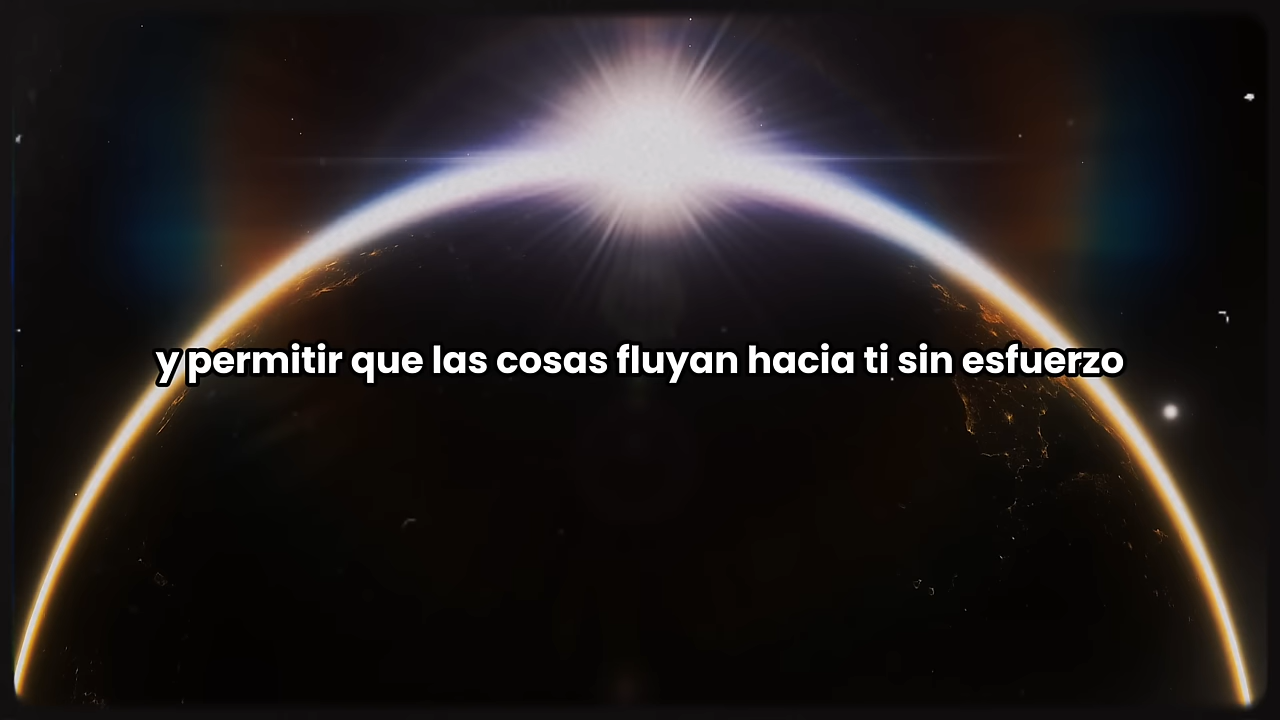 y permitir que las cosas fluyan hacia ti sin esfuerzo